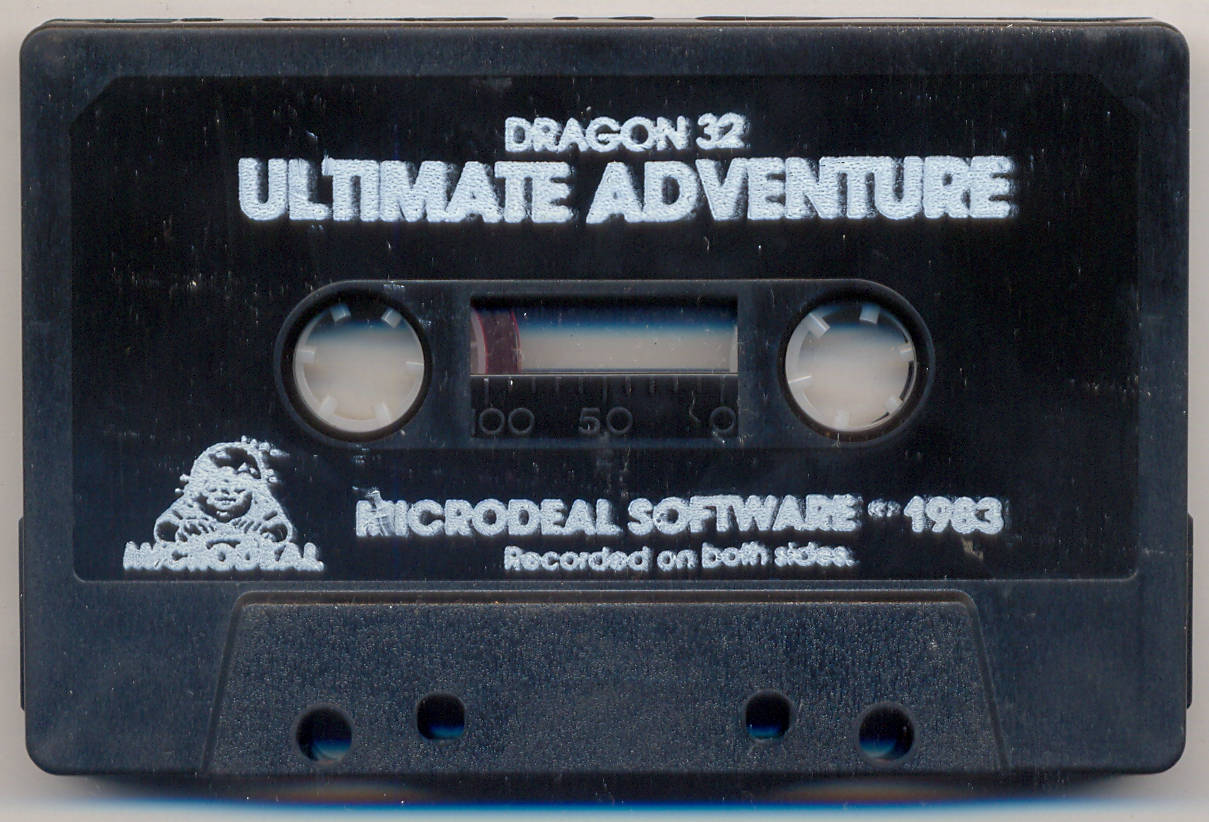 DRAGON 32
ULTIMATE ADVENTURE
100 50 0
MICRODEAL
MICRODEAL SOFTWARE © 1983
Recorded on both sides.